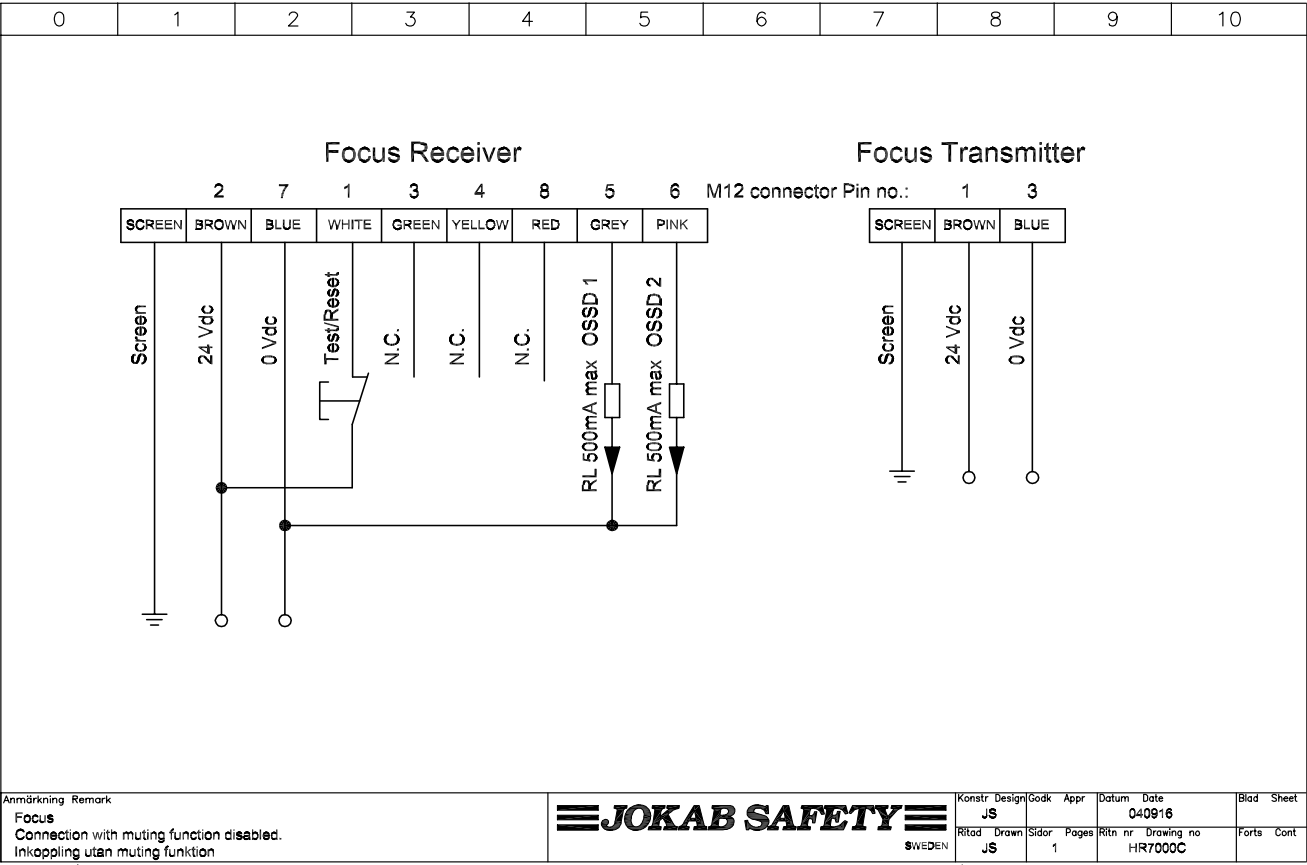 0 1 2 3 4 5 6 7 8 9 10
Focus Receiver
Focus Transmitter
2 7 1 3 4 8 5 6 M12 connector Pin no.: 1 3
SCREEN BROWN BLUE WHITE GREEN YELLOW RED GREY PINK
SCREEN BROWN BLUE
Screen
24 Vdc
0 Vdc
Test/Reset
N.C.
N.C.
N.C.
RL 500mA max OSSD 1
RL 500mA max OSSD 2
Screen
24 Vdc
0 Vdc
Anmärkning Remark
Focus
Connection with muting function disabled.
Inkoppling utan muting funktion
JOKAB SAFETY
SWEDEN
Konstr Design Godk Appr Datum Date Blad Sheet
JS 040916
Ritad Drawn Sidor Pages Ritn nr Drawing no Forts Cont
JS 1 HR7000C